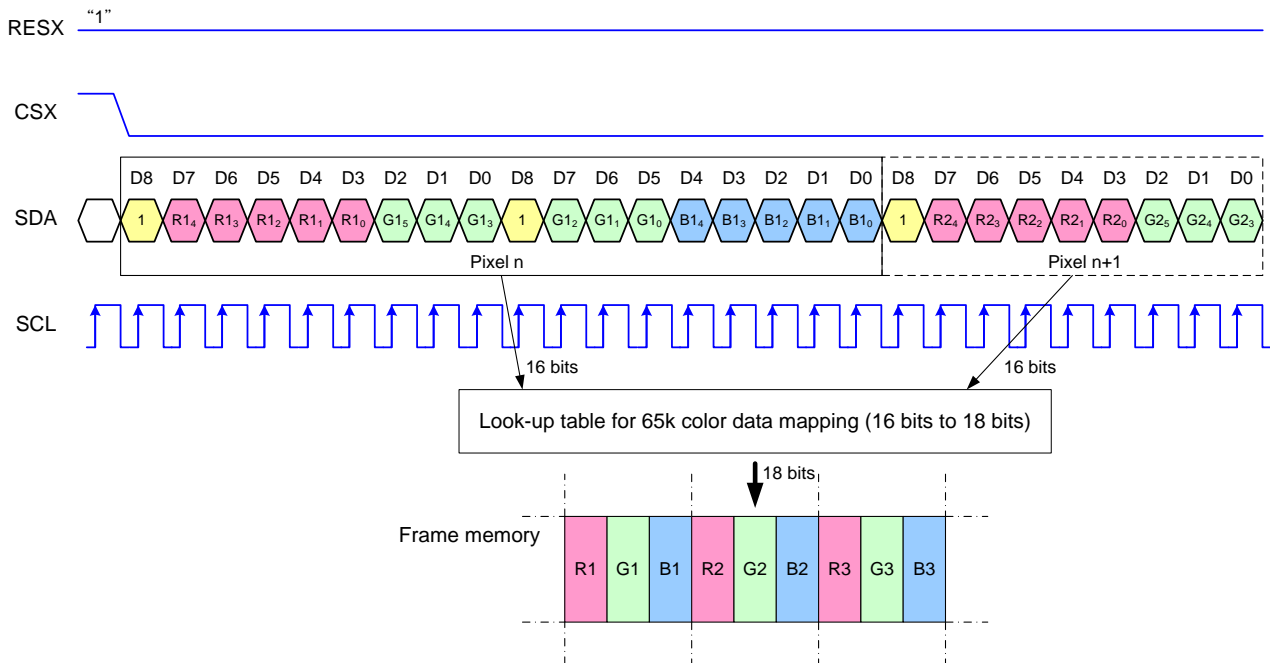 RESX “1”
CSX
D8 D7 D6 D5 D4 D3 D2 D1 D0 D8 D7 D6 D5 D4 D3 D2 D1 D0 D8 D7 D6 D5 D4 D3 D2 D1 D0
SDA 1 R1₄ R1₃ R1₂ R1₁ R1₀ G1₅ G1₄ G1₃ 1 G1₂ G1₁ G1₀ B1₄ B1₃ B1₂ B1₁ B1₀ 1 R2₄ R2₃ R2₂ R2₁ R2₀ G2₅ G2₄ G2₃
Pixel n Pixel n+1
SCL
16 bits 16 bits
Look-up table for 65k color data mapping (16 bits to 18 bits)
18 bits
Frame memory
R1 G1 B1 R2 G2 B2 R3 G3 B3